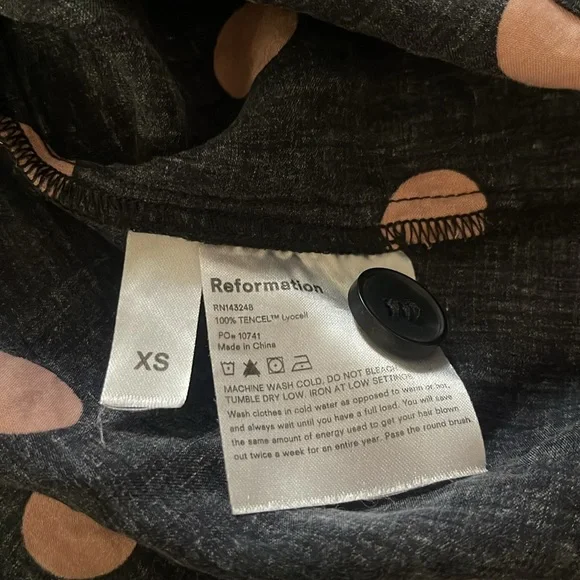 XS
Reformation
RN143248
100% TENCEL™ Lyocell
PO# 10741
Made in China
MACHINE WASH COLD. DO NOT BLEACH.
TUMBLE DRY LOW. IRON AT LOW SETTING.
Wash clothes in cold water as opposed to warm or hot,
and always wait until you have a full load. You will save
the same amount of energy used to get your hair blown
out twice a week for an entire year. Pass the round brush.